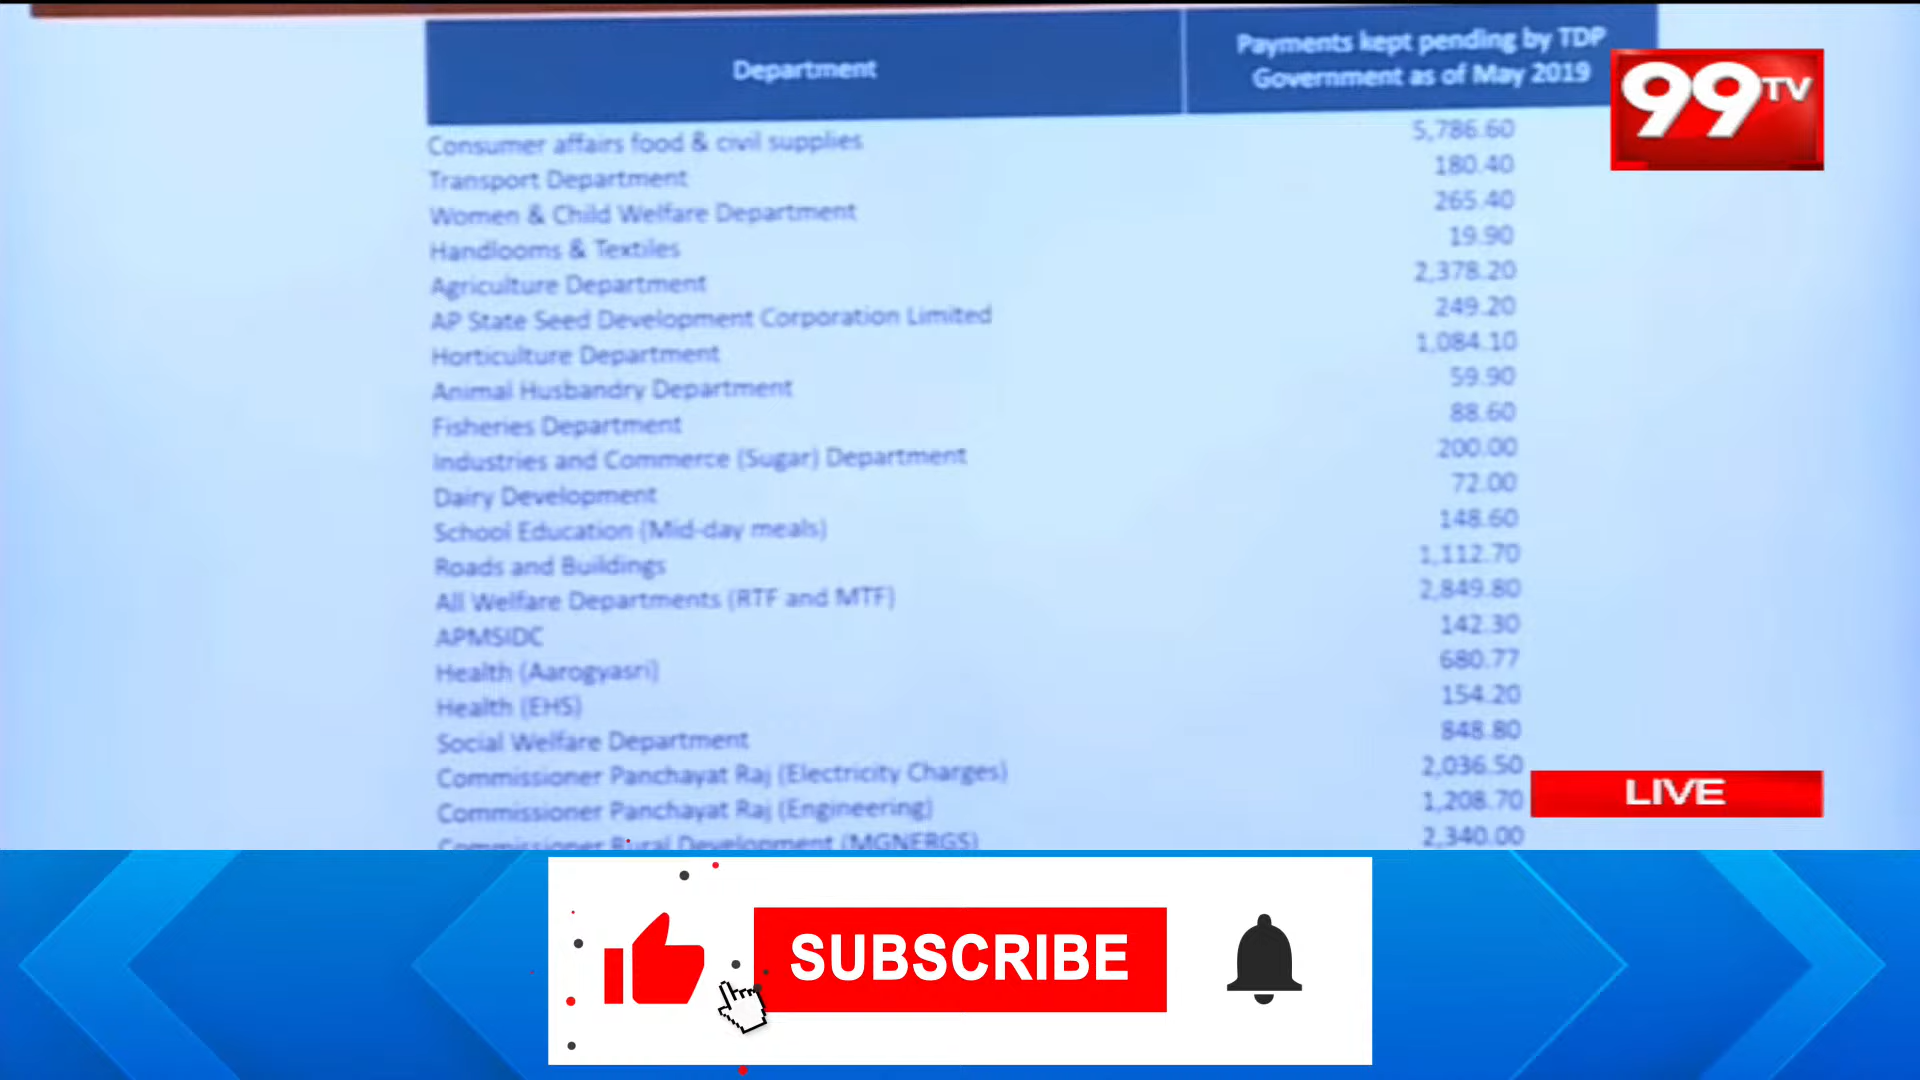 Department
Payments kept pending by TDP
Government as of May 2019
99TV
Consumer affairs food & civil supplies 5,786.60
Transport Department 180.40
Women & Child Welfare Department 265.40
Handlooms & Textiles 19.90
Agriculture Department 2,378.20
AP State Seed Development Corporation Limited 249.20
Horticulture Department 1,084.10
Animal Husbandry Department 59.90
Fisheries Department 88.60
Industries and Commerce (Sugar) Department 200.00
Dairy Development 72.00
School Education (Mid-day meals) 148.60
Roads and Buildings 1,112.70
All Welfare Departments (RTF and MTF) 2,849.80
APMSIDC 142.30
Health (Aarogyasri) 680.77
Health (EHS) 154.20
Social Welfare Department 848.80
Commissioner Panchayat Raj (Electricity Charges) 2,036.50
Commissioner Panchayat Raj (Engineering) 1,208.70
LIVE
Commissioner Rural Development (MGNERGS) 2,340.00
SUBSCRIBE